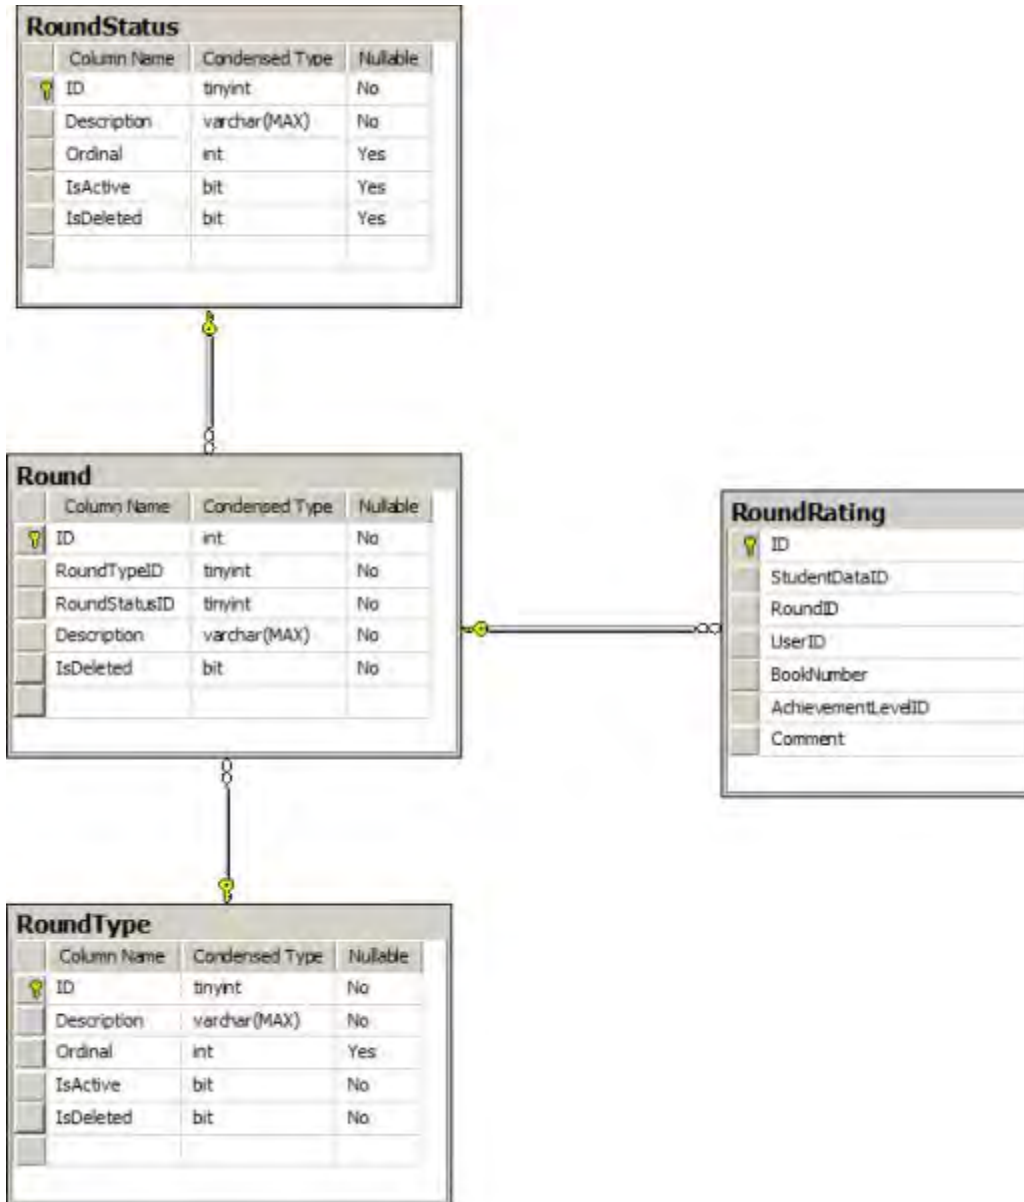 RoundStatus
Column Name Condensed Type Nullable
ID tinyint No
Description varchar(MAX) No
Ordinal int Yes
IsActive bit Yes
IsDeleted bit Yes
Round
Column Name Condensed Type Nullable
ID int No
RoundTypeID tinyint No
RoundStatusID tinyint No
Description varchar(MAX) No
IsDeleted bit No
RoundRating
ID
StudentDataID
RoundID
UserID
BookNumber
AchievementLevelID
Comment
RoundType
Column Name Condensed Type Nullable
ID tinyint No
Description varchar(MAX) No
Ordinal int Yes
IsActive bit No
IsDeleted bit No